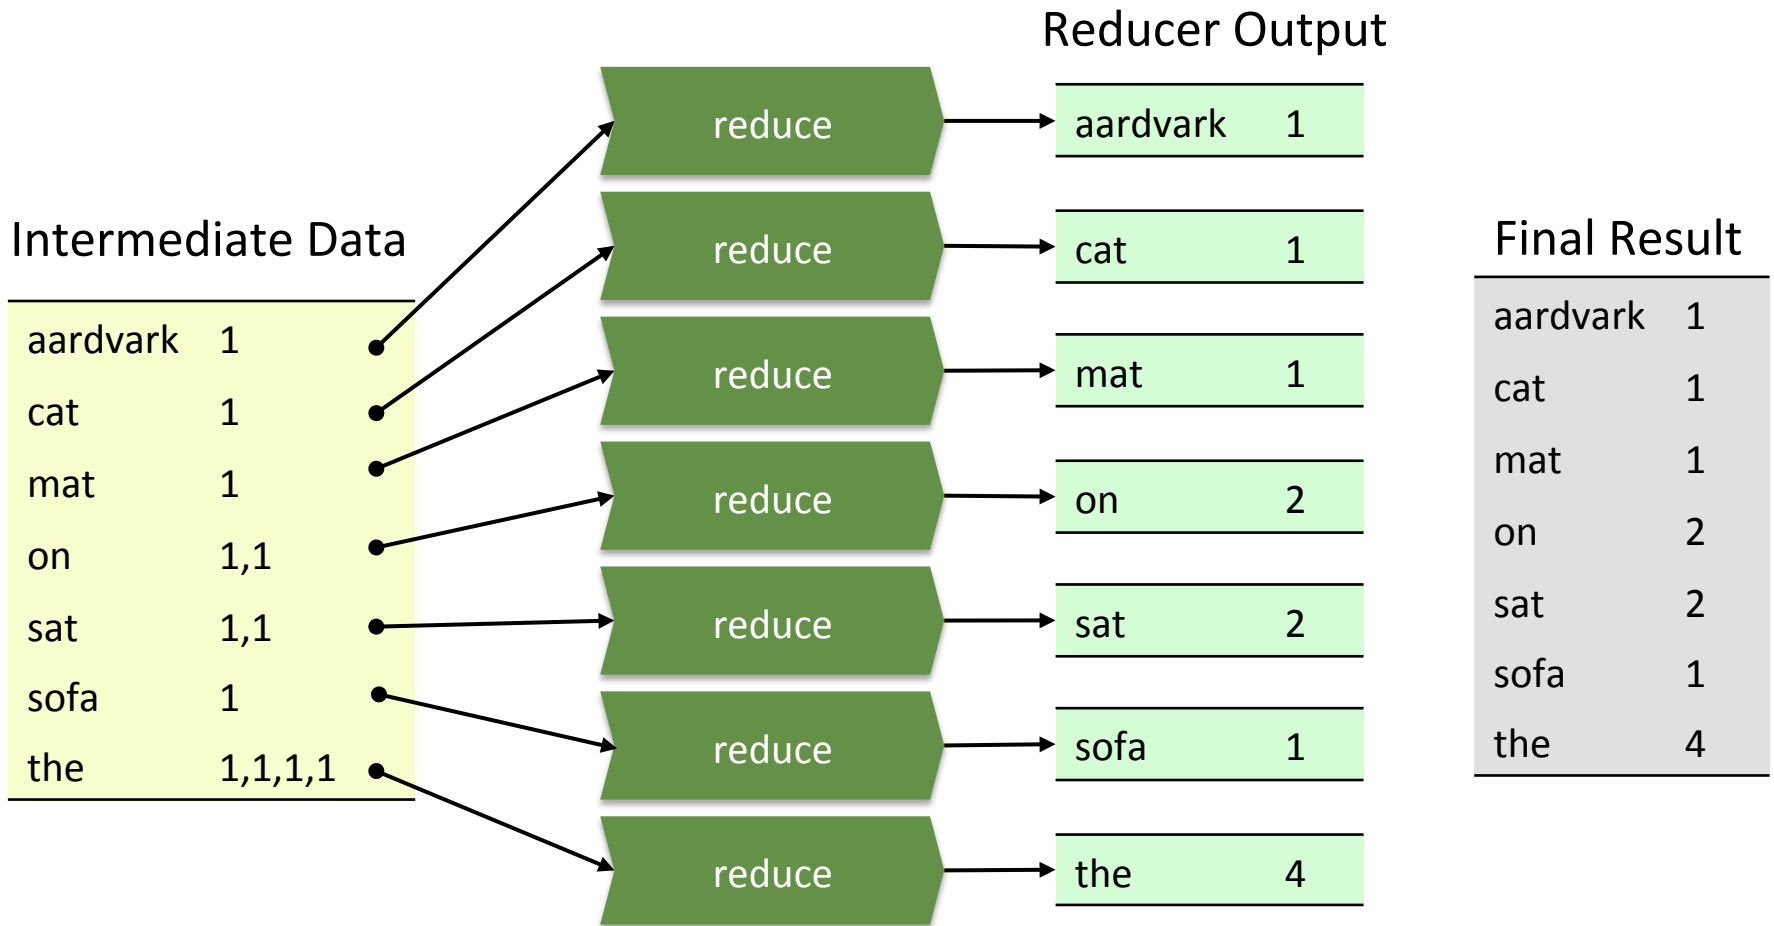 Intermediate Data
aardvark 1
cat 1
mat 1
on 1,1
sat 1,1
sofa 1
the 1,1,1,1
reduce
reduce
reduce
reduce
reduce
reduce
reduce
Reducer Output
aardvark 1
cat 1
mat 1
on 2
sat 2
sofa 1
the 4
Final Result
aardvark 1
cat 1
mat 1
on 2
sat 2
sofa 1
the 4